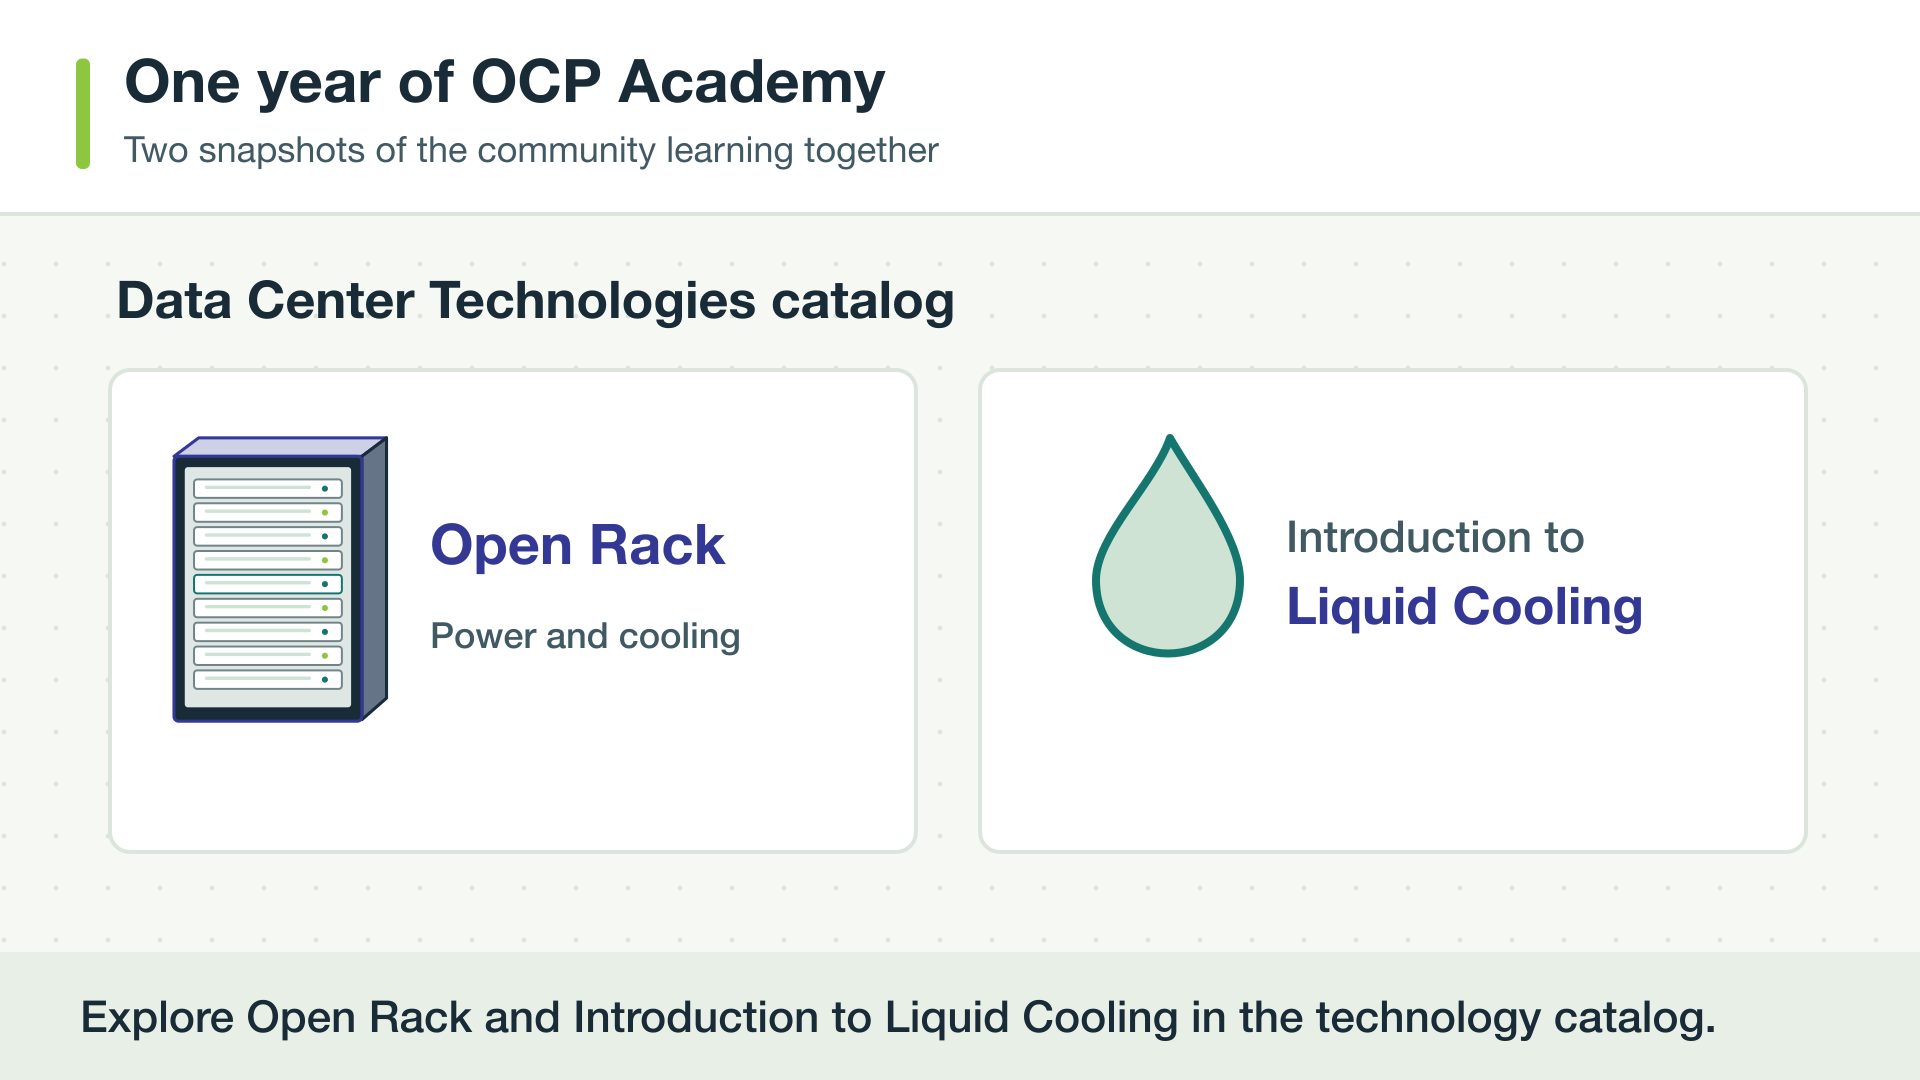 One year of OCP Academy
Two snapshots of the community learning together
Data Center Technologies catalog
Open Rack
Power and cooling
Introduction to
Liquid Cooling
Explore Open Rack and Introduction to Liquid Cooling in the technology catalog.